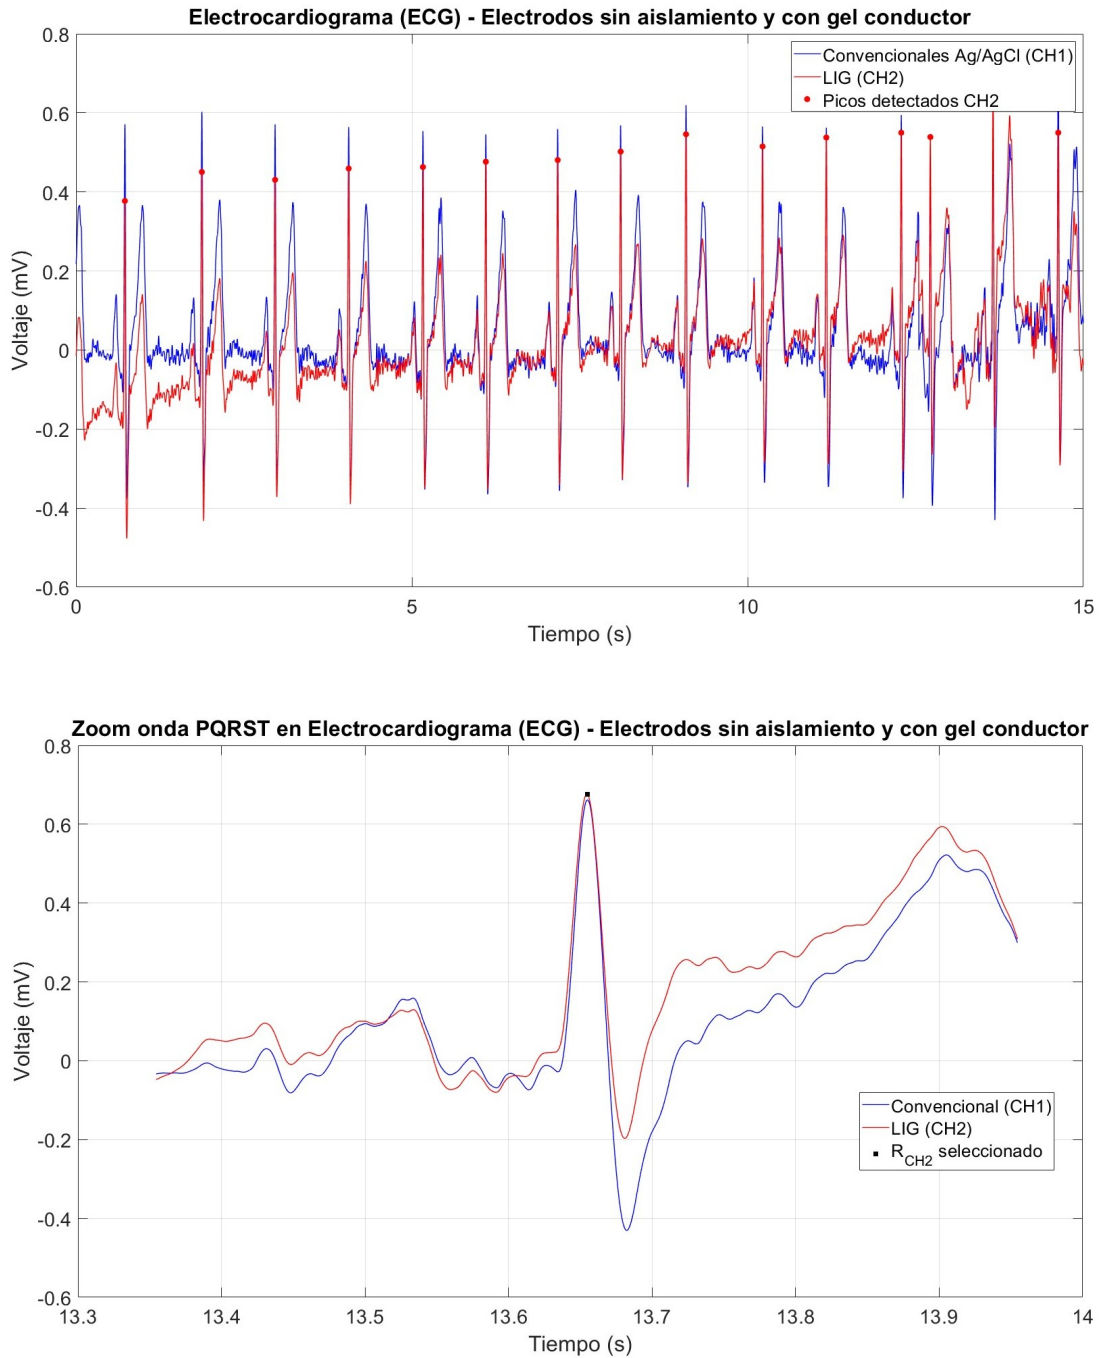 Electrocardiograma (ECG) - Electrodos sin aislamiento y con gel conductor
0.8
0.6
0.4
0.2
0
-0.2
-0.4
-0.6
Voltaje (mV)
Convencionales Ag/AgCl (CH1)
LIG (CH2)
Picos detectados CH2
0
5
10
15
Tiempo (s)
Zoom onda PQRST en Electrocardiograma (ECG) - Electrodos sin aislamiento y con gel conductor
0.8
0.6
0.4
0.2
0
-0.2
-0.4
-0.6
Voltaje (mV)
Convencional (CH1)
LIG (CH2)
R_CH2 seleccionado
13.3
13.4
13.5
13.6
13.7
13.8
13.9
14
Tiempo (s)